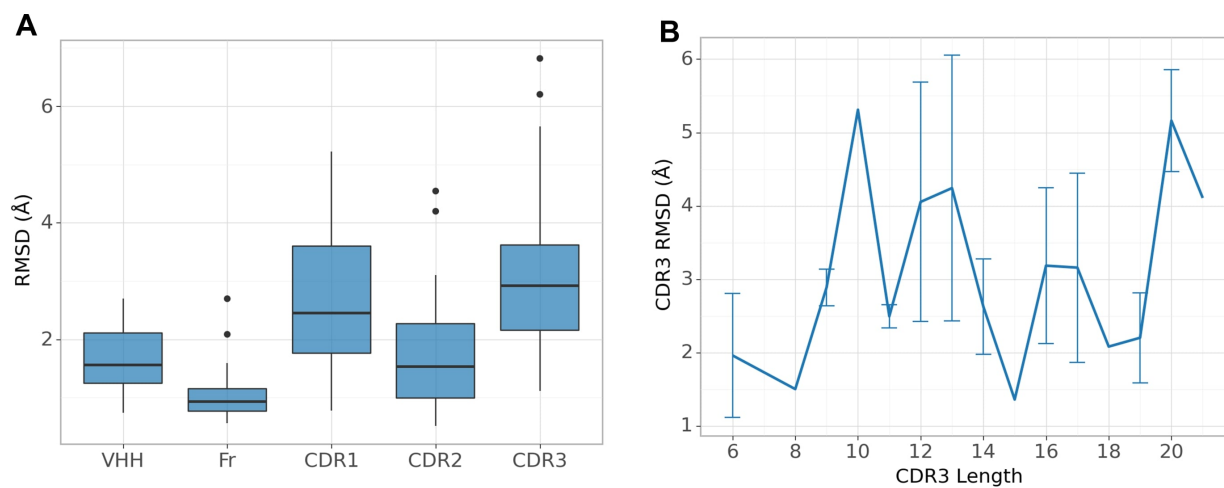 A
RMSD (Å)
6
4
2
VHH Fr CDR1 CDR2 CDR3
B
CDR3 RMSD (Å)
6
5
4
3
2
1
6 8 10 12 14 16 18 20
CDR3 Length